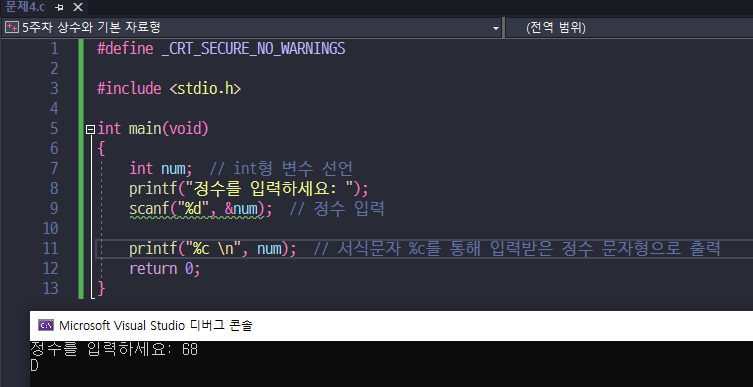 문제4.c
5주차 상수와 기본 자료형 (전역 범위)
1 #define _CRT_SECURE_NO_WARNINGS
2
3 #include <stdio.h>
4
5 int main(void)
6 {
7 int num; // int형 변수 선언
8 printf("정수를 입력하세요: ");
9 scanf("%d", &num); // 정수 입력
10
11 printf("%c \n", num); // 서식문자 %c를 통해 입력받은 정수 문자형으로 출력
12 return 0;
13 }
C:\ Microsoft Visual Studio 디버그 콘솔
정수를 입력하세요: 68
D